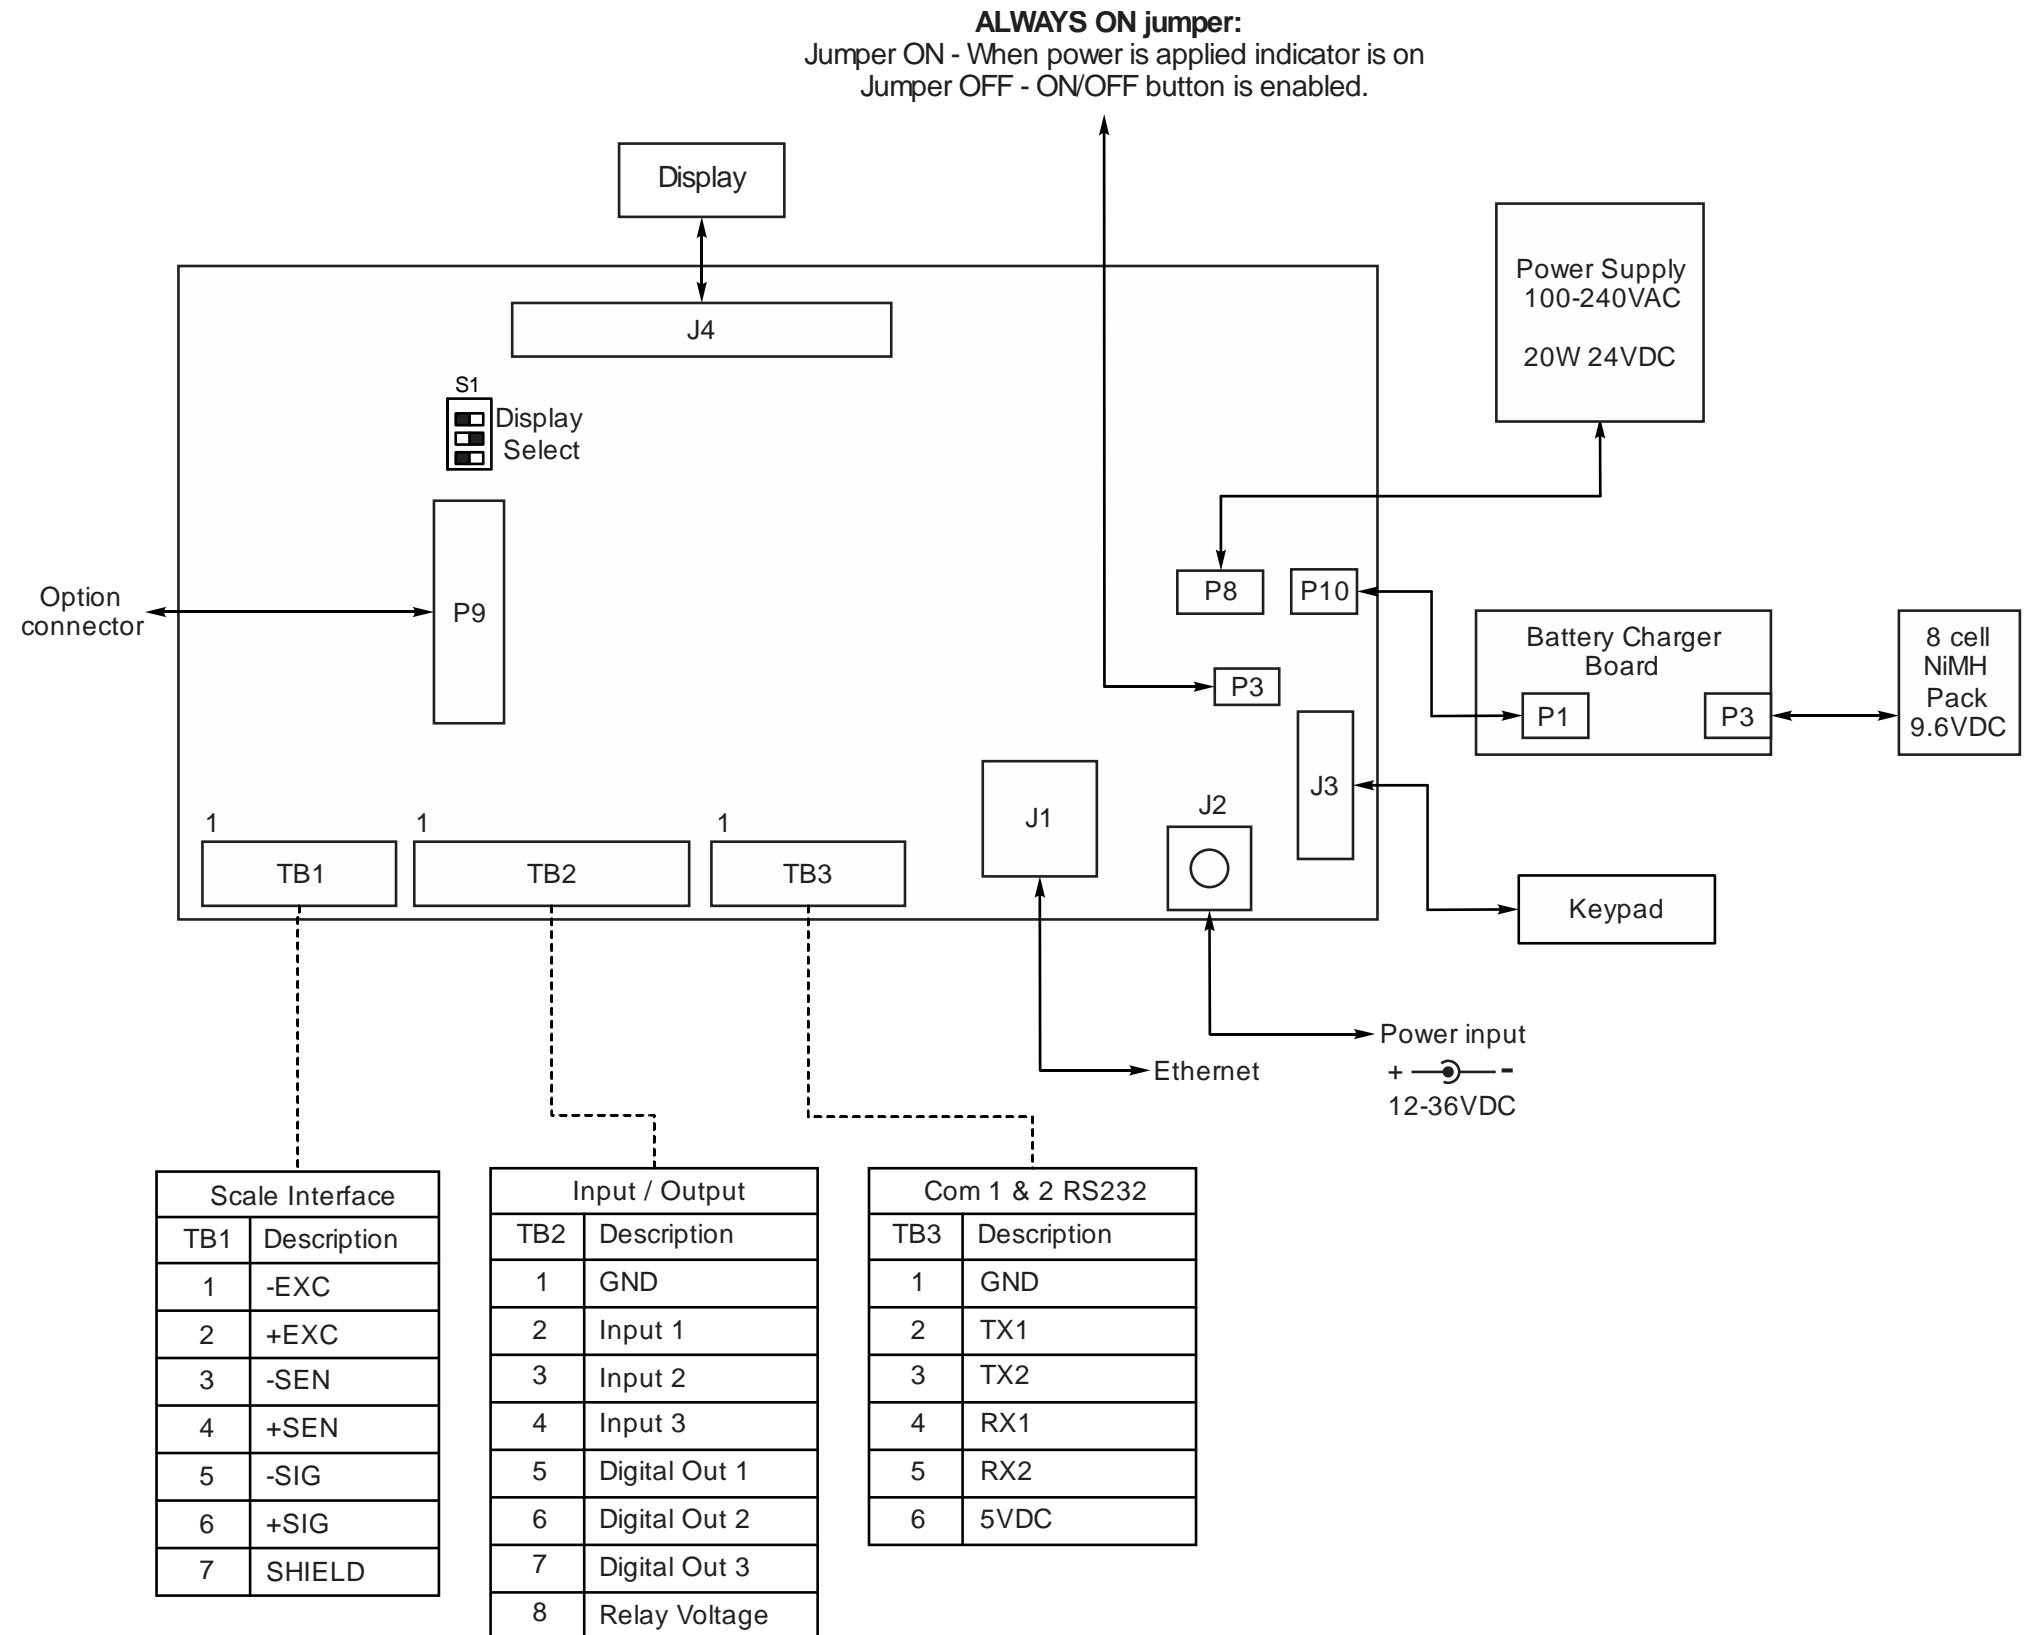 ALWAYS ON jumper:
Jumper ON - When power is applied indicator is on
Jumper OFF - ON/OFF button is enabled.
Display
Power Supply
100-240VAC
20W 24VDC
J4
S1
Display
Select
Option
connector
P9
P8
P10
P3
Battery Charger
Board
P1
P3
8 cell
NiMH
Pack
9.6VDC
J1
J2
J3
Keypad
1
TB1
1
TB2
1
TB3
Ethernet
Power input
+ -
12-36VDC
Scale Interface
TB1 Description
1 -EXC
2 +EXC
3 -SEN
4 +SEN
5 -SIG
6 +SIG
7 SHIELD
Input / Output
TB2 Description
1 GND
2 Input 1
3 Input 2
4 Input 3
5 Digital Out 1
6 Digital Out 2
7 Digital Out 3
8 Relay Voltage
Com 1 & 2 RS232
TB3 Description
1 GND
2 TX1
3 TX2
4 RX1
5 RX2
6 5VDC